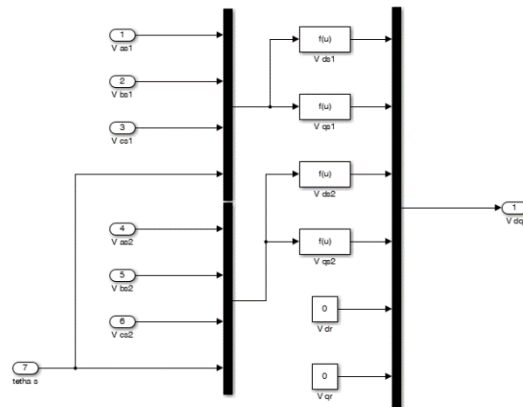 1
V as1
2
V bs1
3
V cs1
4
V as2
5
V bs2
6
V cs2
7
tetha s
f(u)
V ds1
f(u)
V qs1
f(u)
V ds2
f(u)
V qs2
0
V dr
0
V qr
1
V dq